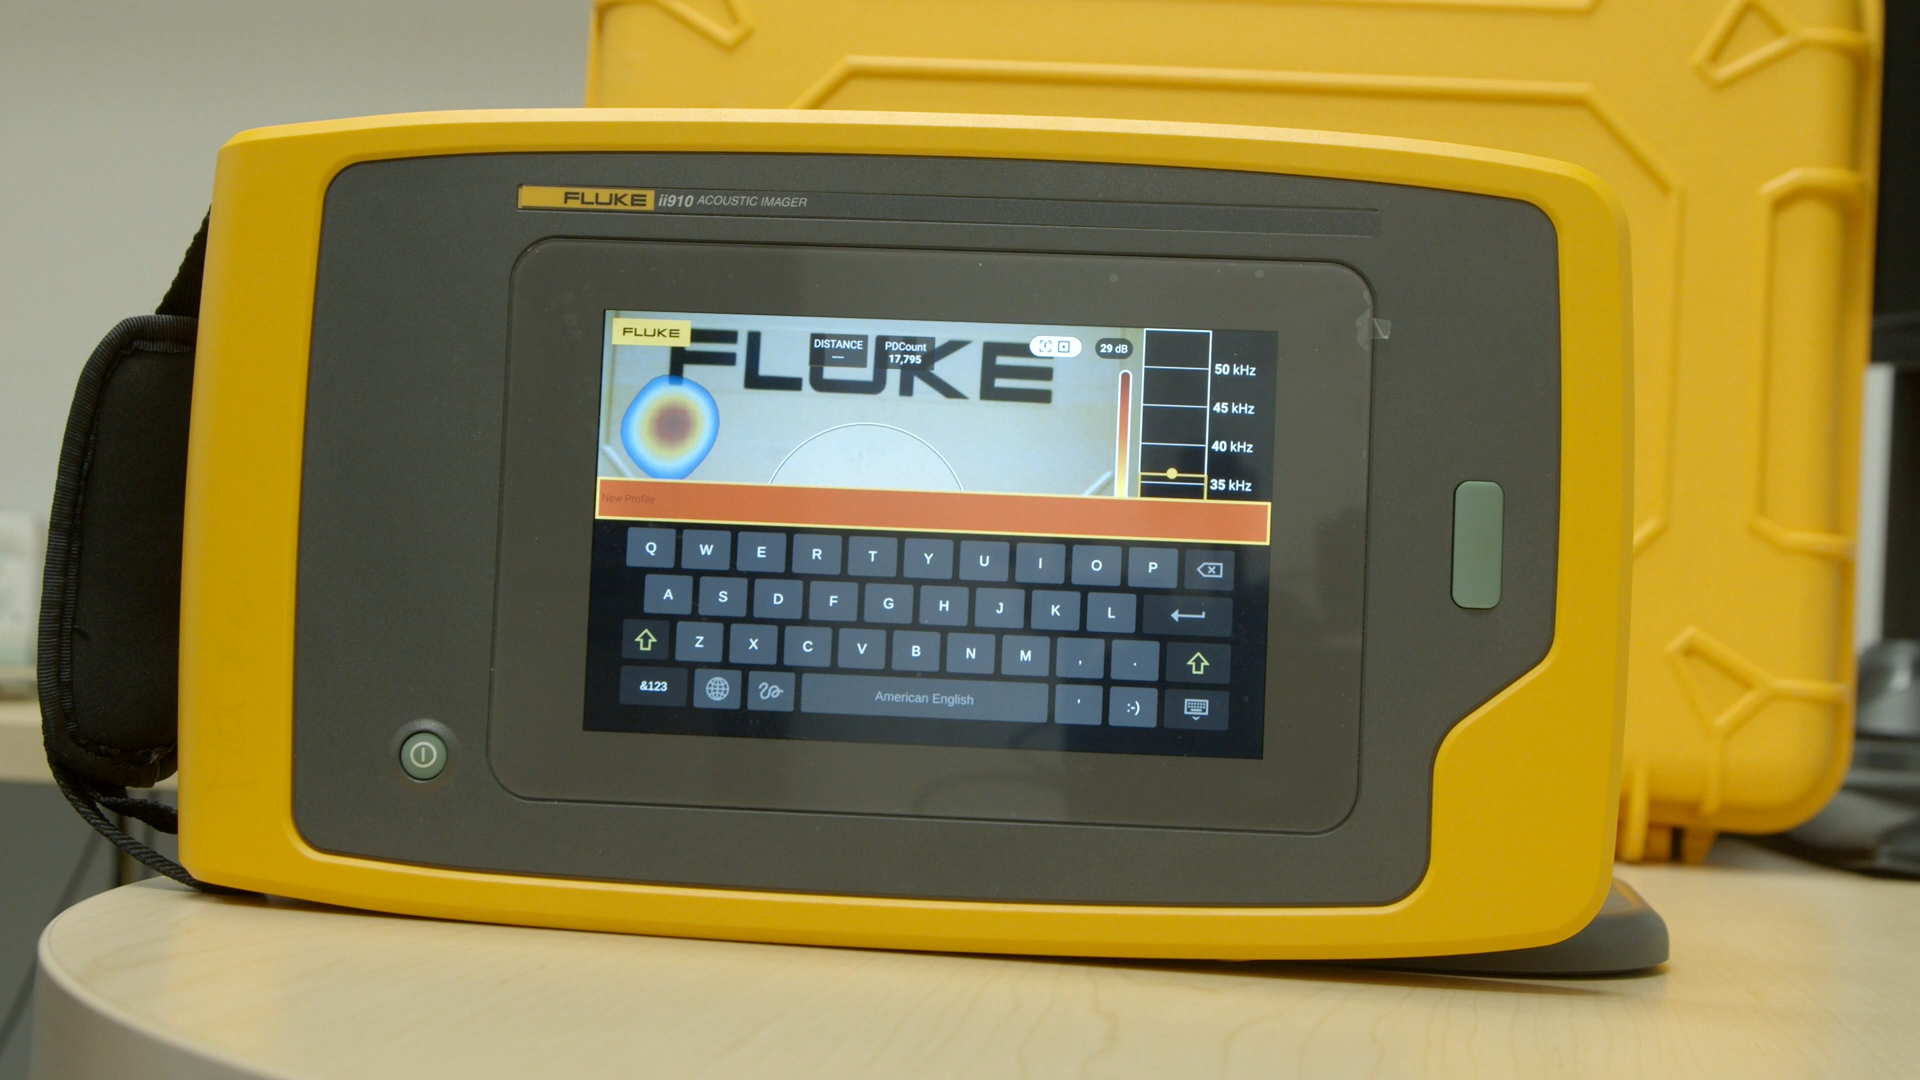 FLUKE ii910 ACOUSTIC IMAGER
FLUKE
FLUKE
DISTANCE
---
PDCount
17,795
29 dB
50 kHz
45 kHz
40 kHz
35 kHz
New Profile
Q W E R T Y U I O P
A S D F G H J K L
Z X C V B N M , .
&123 American English ' :-)